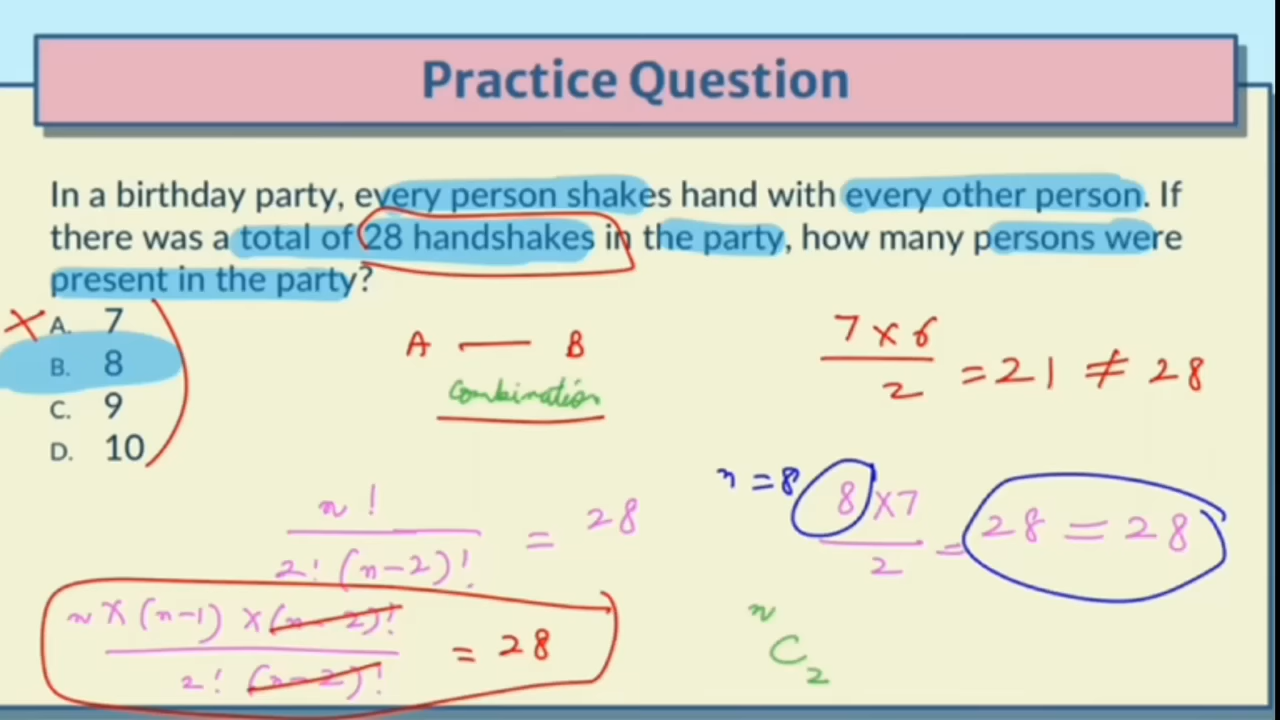 Practice Question
In a birthday party, every person shakes hand with every other person. If
there was a total of 28 handshakes in the party, how many persons were
present in the party?
A. 7
B. 8
C. 9
D. 10
A — B
combination
7 × 6 / 2 = 21 ≠ 28
n! / 2! (n-2)! = 28
n × (n-1) × (n-2)! / 2! (n-2)! = 28
n = 8
8 × 7 / 2 = 28 = 28
n C 2